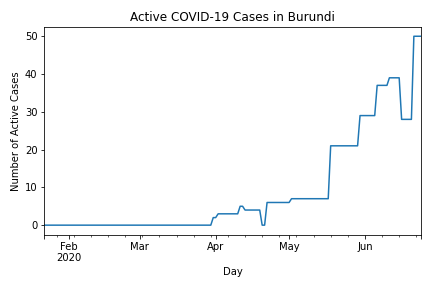 Active COVID-19 Cases in Burundi
50
40
30
20
10
0
Number of Active Cases
Feb Mar Apr May Jun
2020
Day